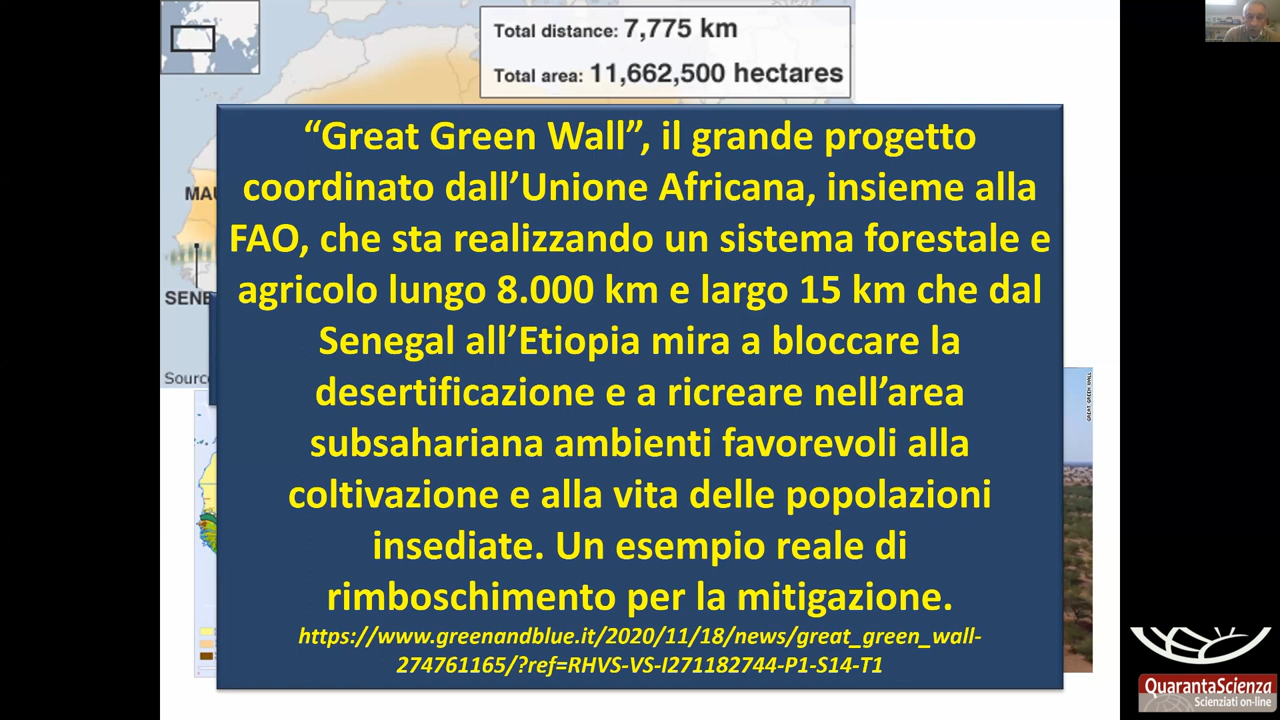 Total distance: 7,775 km
Total area: 11,662,500 hectares
“Great Green Wall”, il grande progetto
coordinato dall’Unione Africana, insieme alla
FAO, che sta realizzando un sistema forestale e
agricolo lungo 8.000 km e largo 15 km che dal
Senegal all’Etiopia mira a bloccare la
desertificazione e a ricreare nell’area
subsahariana ambienti favorevoli alla
coltivazione e alla vita delle popolazioni
insediate. Un esempio reale di
rimboschimento per la mitigazione.
https://www.greenandblue.it/2020/11/18/news/great_green_wall-
274761165/?ref=RHVS-VS-I271182744-P1-S14-T1
MAU
SENE
Source
GREAT GREEN WALL
QuarantaScienza
Scienziati on-line